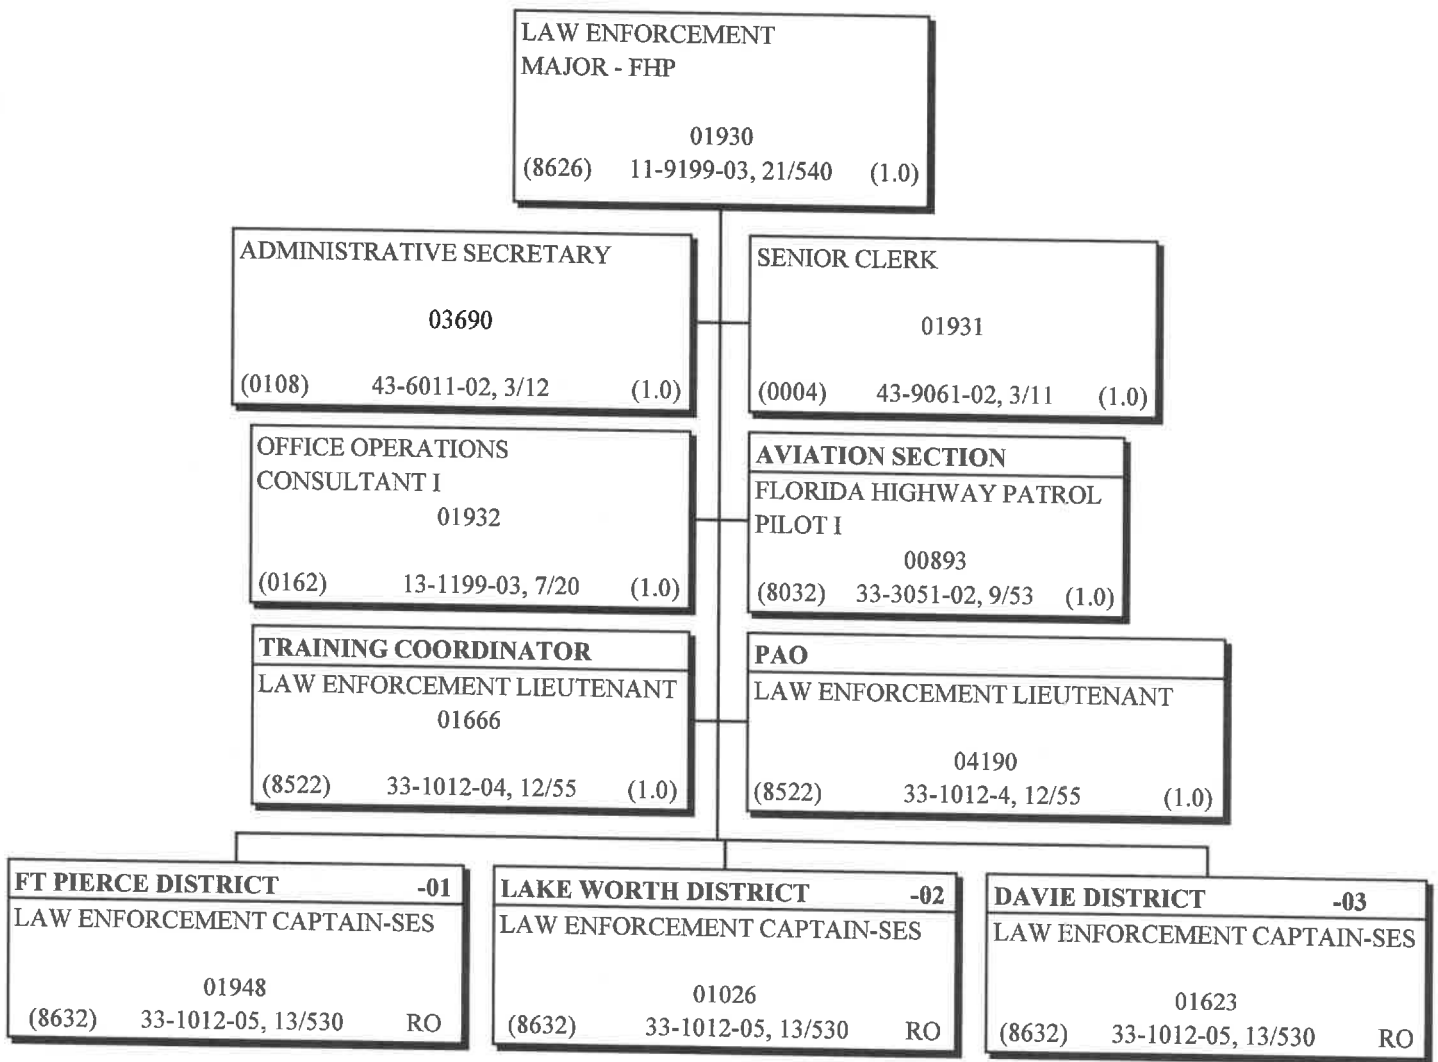 LAW ENFORCEMENT
MAJOR - FHP
01930
(8626) 11-9199-03, 21/540 (1.0)
ADMINISTRATIVE SECRETARY
03690
(0108) 43-6011-02, 3/12 (1.0)
SENIOR CLERK
01931
(0004) 43-9061-02, 3/11 (1.0)
OFFICE OPERATIONS
CONSULTANT I
01932
(0162) 13-1199-03, 7/20 (1.0)
AVIATION SECTION
FLORIDA HIGHWAY PATROL
PILOT I
00893
(8032) 33-3051-02, 9/53 (1.0)
TRAINING COORDINATOR
LAW ENFORCEMENT LIEUTENANT
01666
(8522) 33-1012-04, 12/55 (1.0)
PAO
LAW ENFORCEMENT LIEUTENANT
04190
(8522) 33-1012-4, 12/55 (1.0)
FT PIERCE DISTRICT -01
LAW ENFORCEMENT CAPTAIN-SES
01948
(8632) 33-1012-05, 13/530 RO
LAKE WORTH DISTRICT -02
LAW ENFORCEMENT CAPTAIN-SES
01026
(8632) 33-1012-05, 13/530 RO
DAVIE DISTRICT -03
LAW ENFORCEMENT CAPTAIN-SES
01623
(8632) 33-1012-05, 13/530 RO